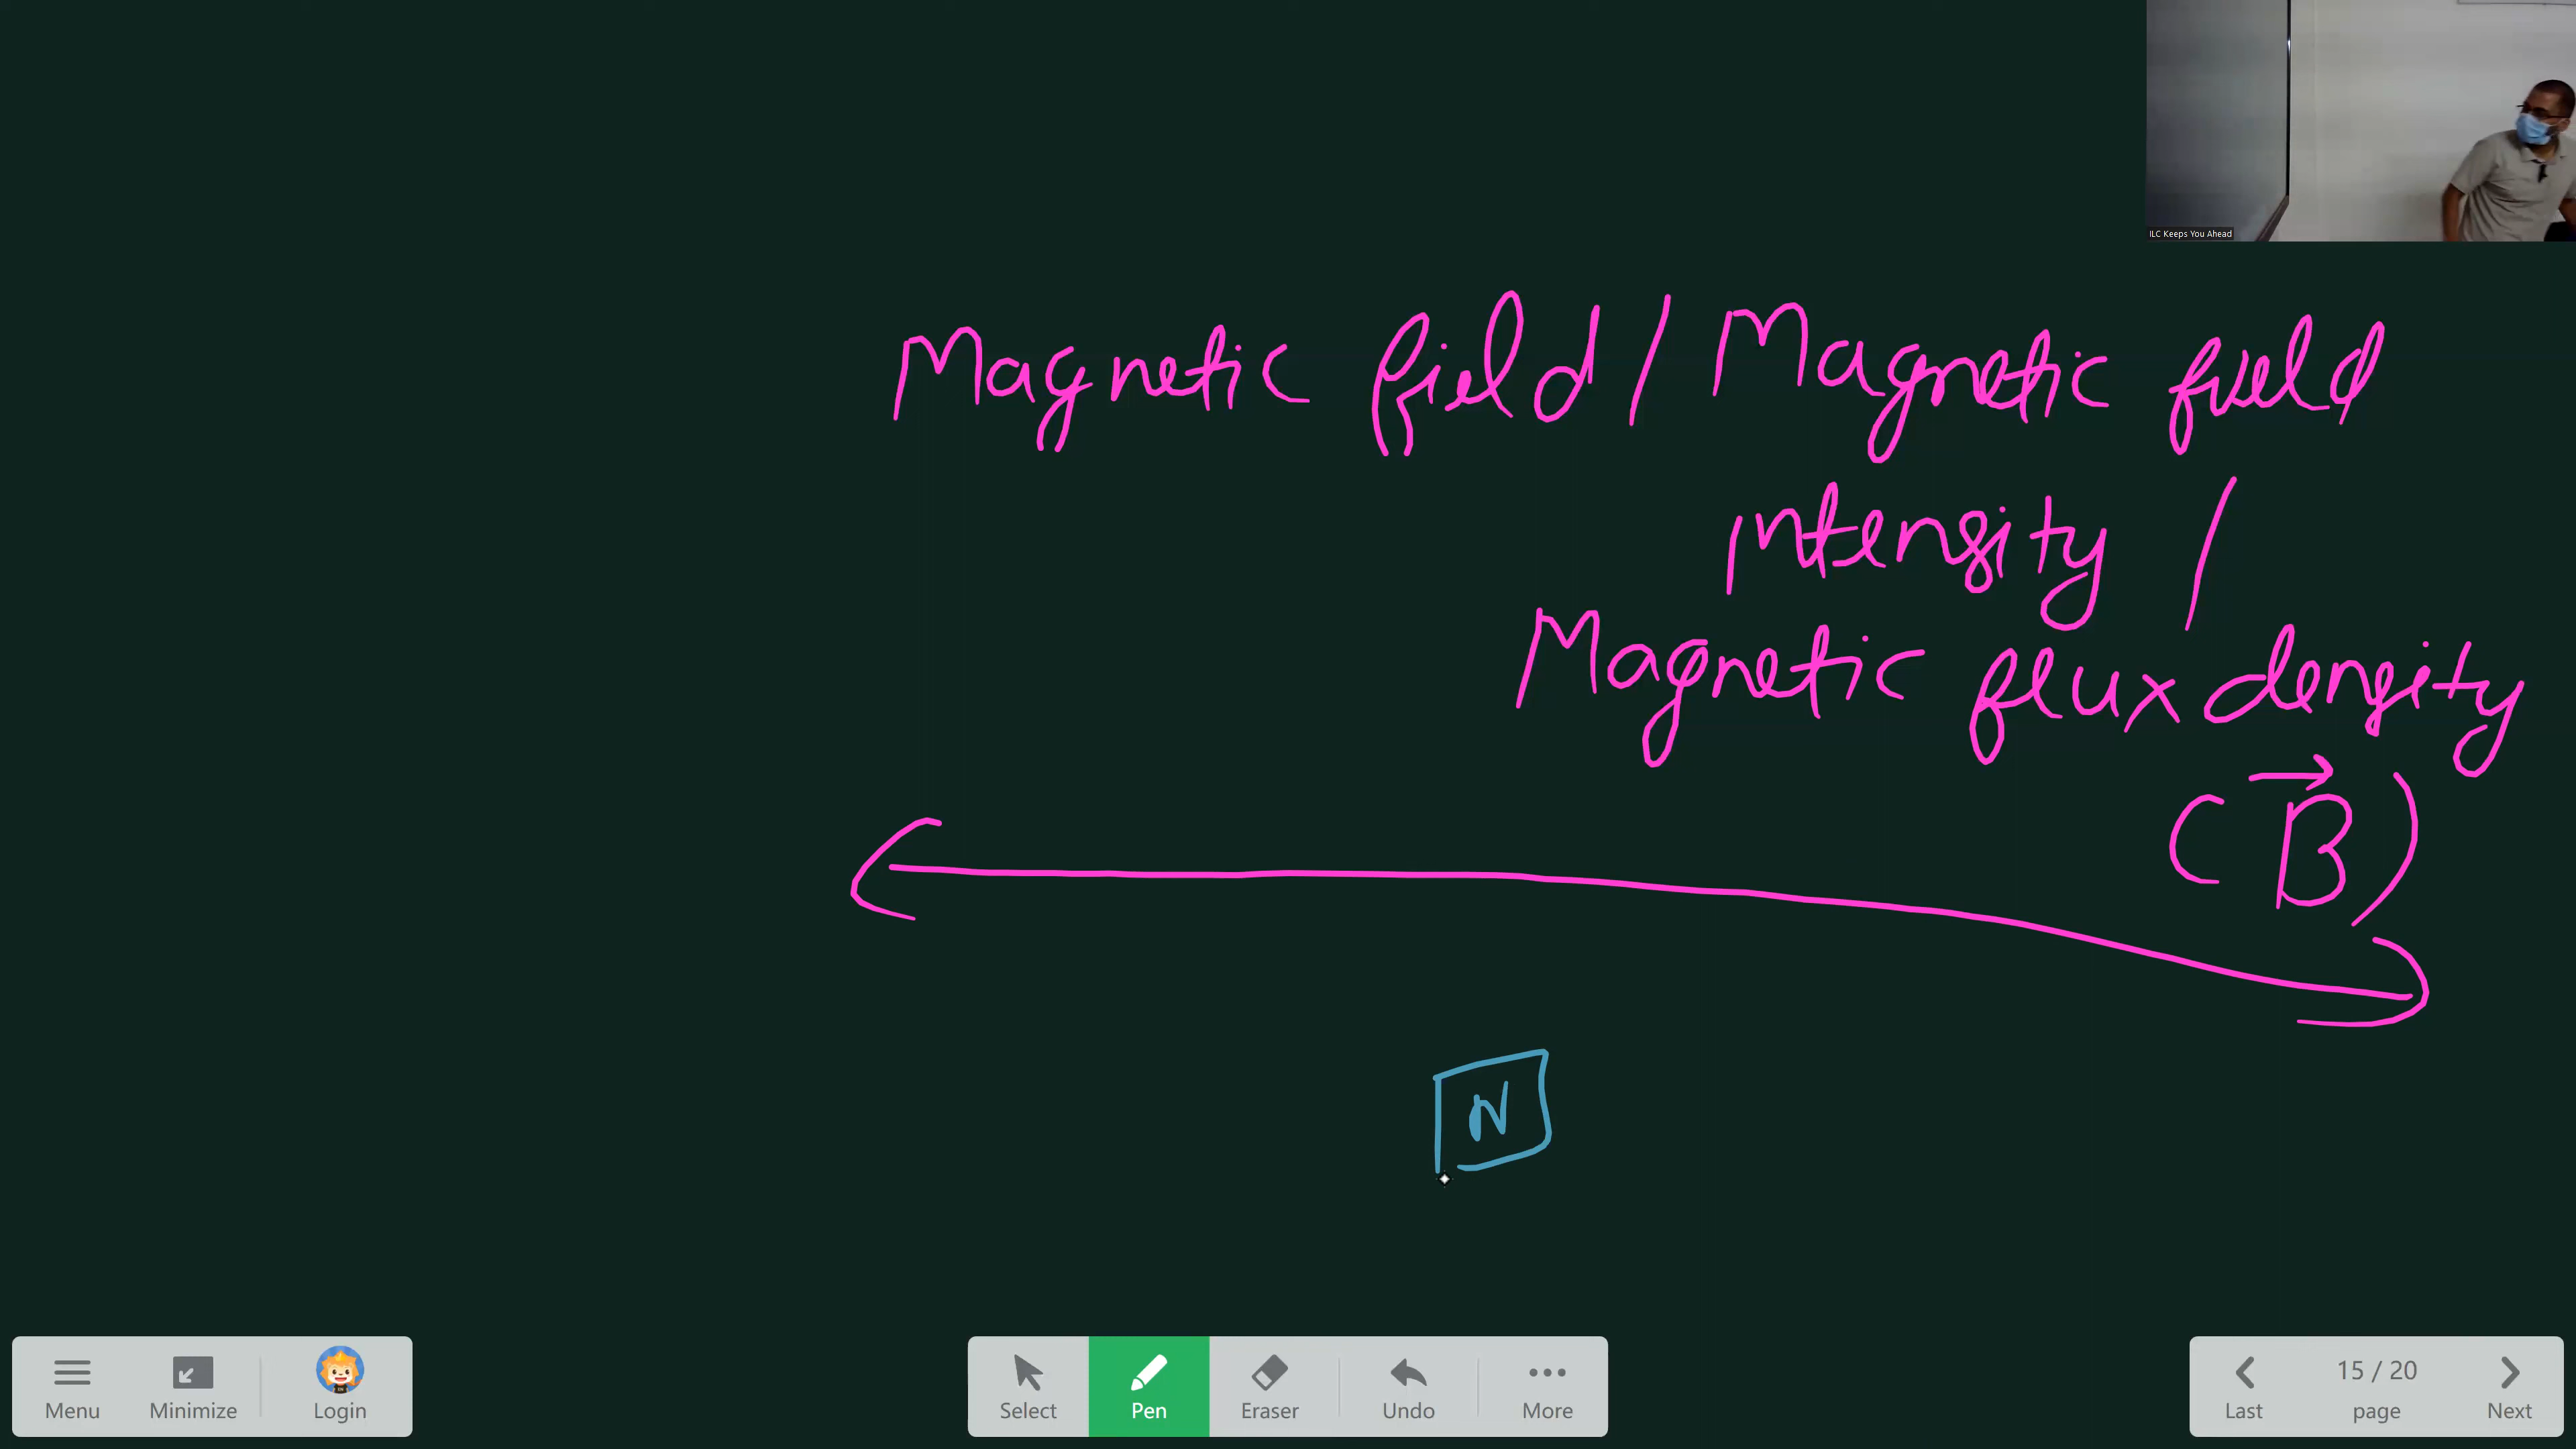 ILC Keeps You Ahead
Magnetic field / Magnetic field
intensity /
Magnetic flux density
(B)
N
Menu Minimize Login Select Pen Eraser Undo More Last 15 / 20 page Next